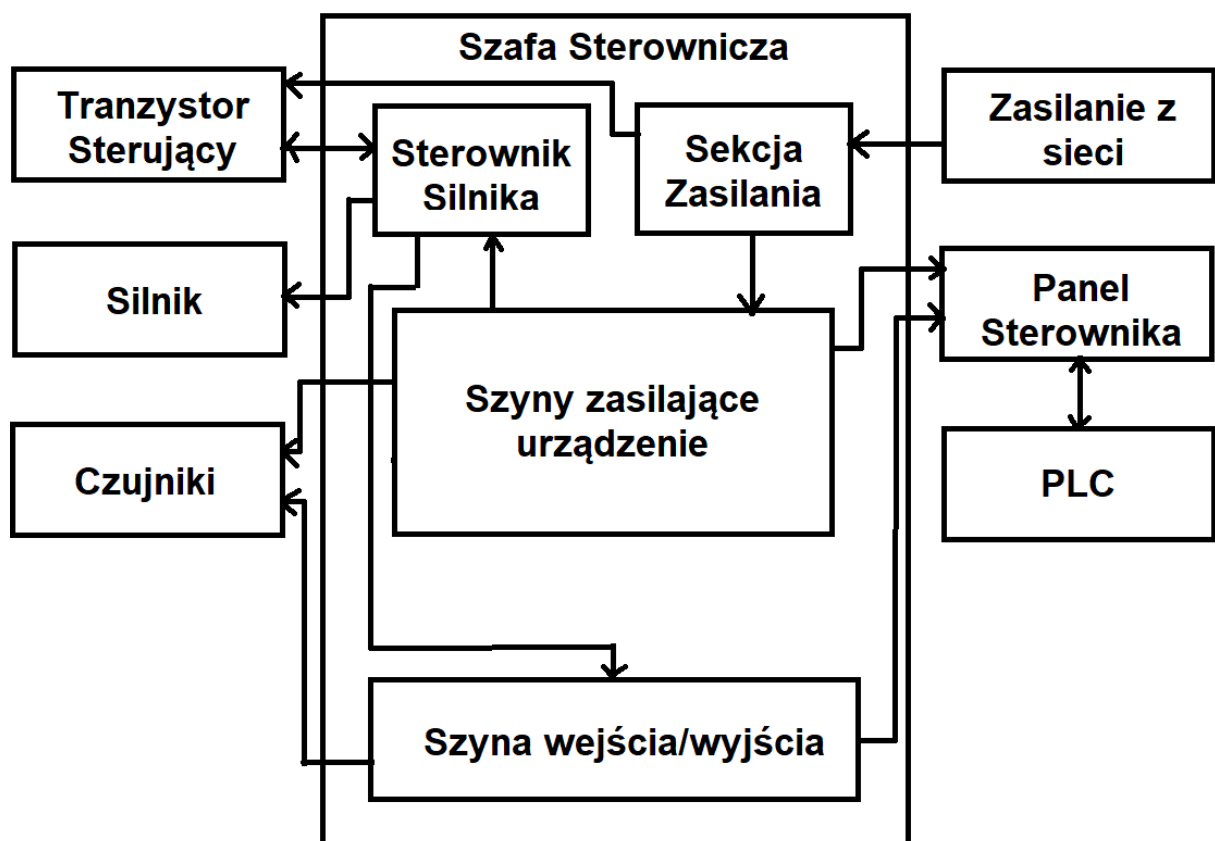 Szafa Sterownicza
Tranzystor
Sterujący
Sterownik
Silnika
Sekcja
Zasilania
Zasilanie z
sieci
Silnik
Panel
Sterownika
Szyny zasilające
urządzenie
Czujniki
PLC
Szyna wejścia/wyjścia